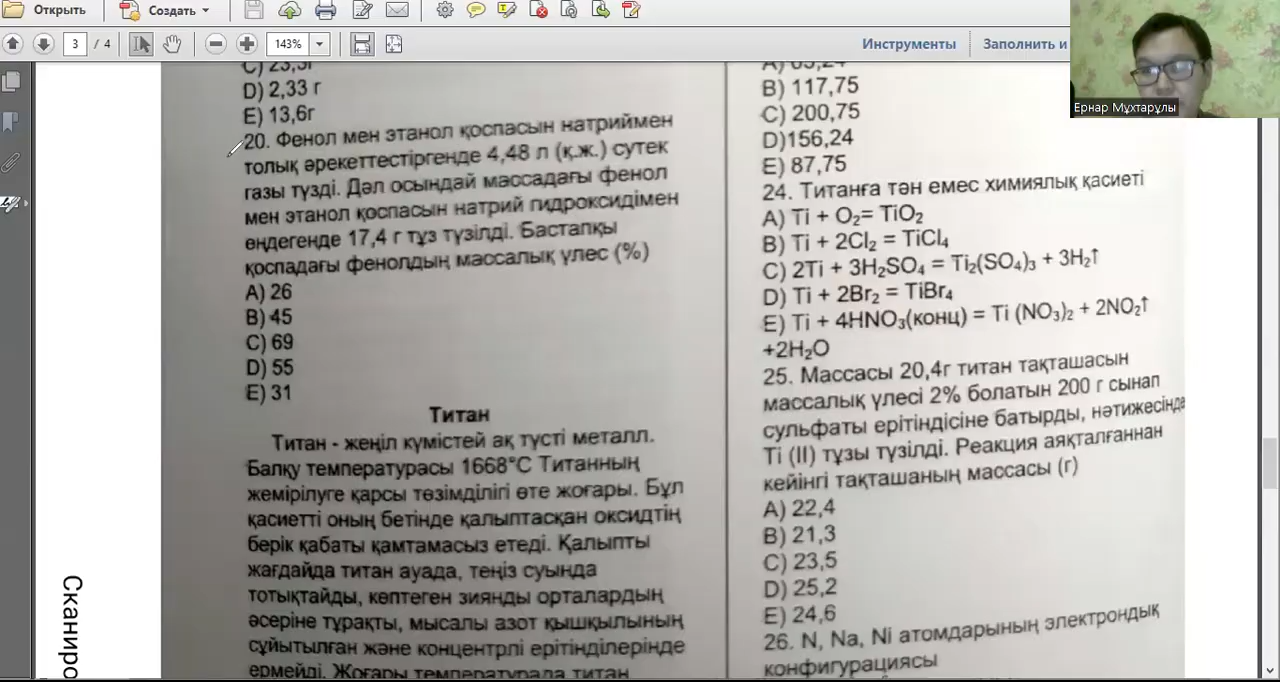 Открыть
Создать
3 / 4
143%
Инструменты
Заполнить и
Ернар Мұхтарұлы
C) 23,3г
D) 2,33 г
E) 13,6г
20. Фенол мен этанол қоспасын натриймен
толық әрекеттестіргенде 4,48 л (қ.ж.) сутек
газы түзді. Дәл осындай массадағы фенол
мен этанол қоспасын натрий гидроксидімен
өңдегенде 17,4 г тұз түзілді. Бастапқы
қоспадағы фенолдың массалық үлес (%)
A) 26
B) 45
C) 69
D) 55
E) 31
Титан
Титан - жеңіл күмістей ақ түсті металл.
Балқу температурасы 1668°С Титанның
жемірілуге қарсы төзімділігі өте жоғары. Бұл
қасиетті оның бетінде қалыптасқан оксидтің
берік қабаты қамтамасыз етеді. Қалыпты
жағдайда титан ауада, теңіз суында
тотықтайды, көптеген зиянды орталардың
әсеріне тұрақты, мысалы азот қышқылының
сұйытылған және концентрлі ерітінділерінде
ермейді. Жоғары температурада титан
B) 117,75
C) 200,75
D)156,24
E) 87,75
24. Титанға тән емес химиялық қасиеті
A) Ti + O₂= TiO₂
B) Ti + 2Cl₂ = TiCl₄
C) 2Ti + 3H₂SO₄ = Ti₂(SO₄)₃ + 3H₂↑
D) Ti + 2Br₂ = TiBr₄
E) Ti + 4HNO₃(конц) = Ti (NO₃)₂ + 2NO₂↑
+2H₂O
25. Массасы 20,4г титан тақташасын
массалық үлесі 2% болатын 200 г сынап
сульфаты ерітіндісіне батырды, нәтижесінде
Ti (II) тұзы түзілді. Реакция аяқталғаннан
кейінгі тақташаның массасы (г)
A) 22,4
B) 21,3
C) 23,5
D) 25,2
E) 24,6
26. N, Na, Ni атомдарының электрондық
конфигурациясы